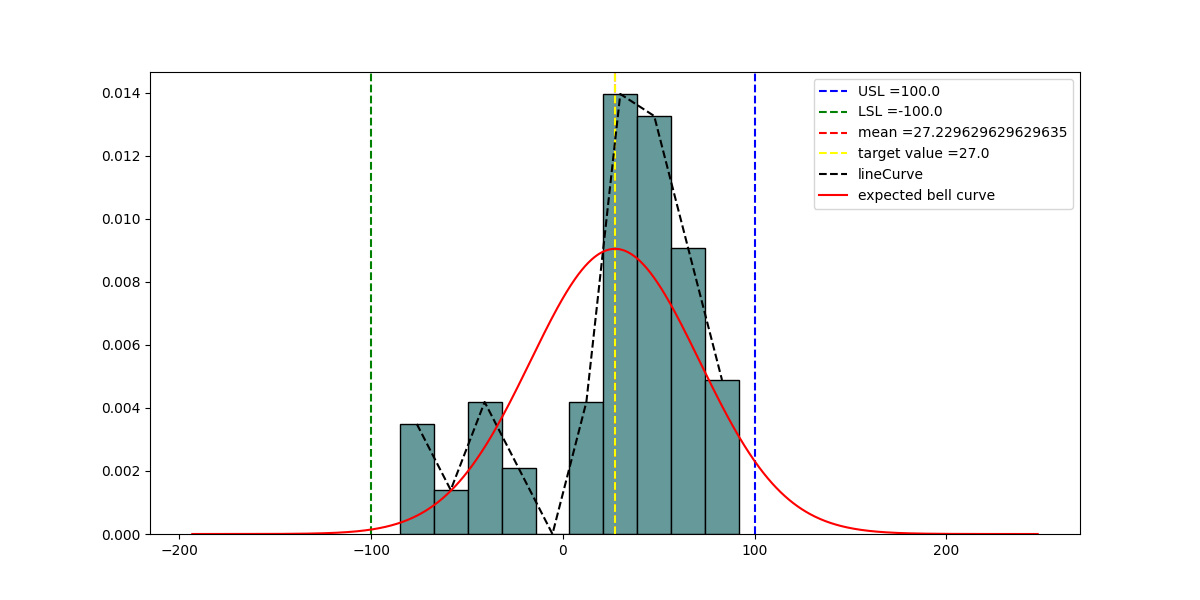 USL =100.0
LSL =-100.0
mean =27.229629629629635
target value =27.0
lineCurve
expected bell curve
0.014
0.012
0.010
0.008
0.006
0.004
0.002
0.000
−200
−100
0
100
200